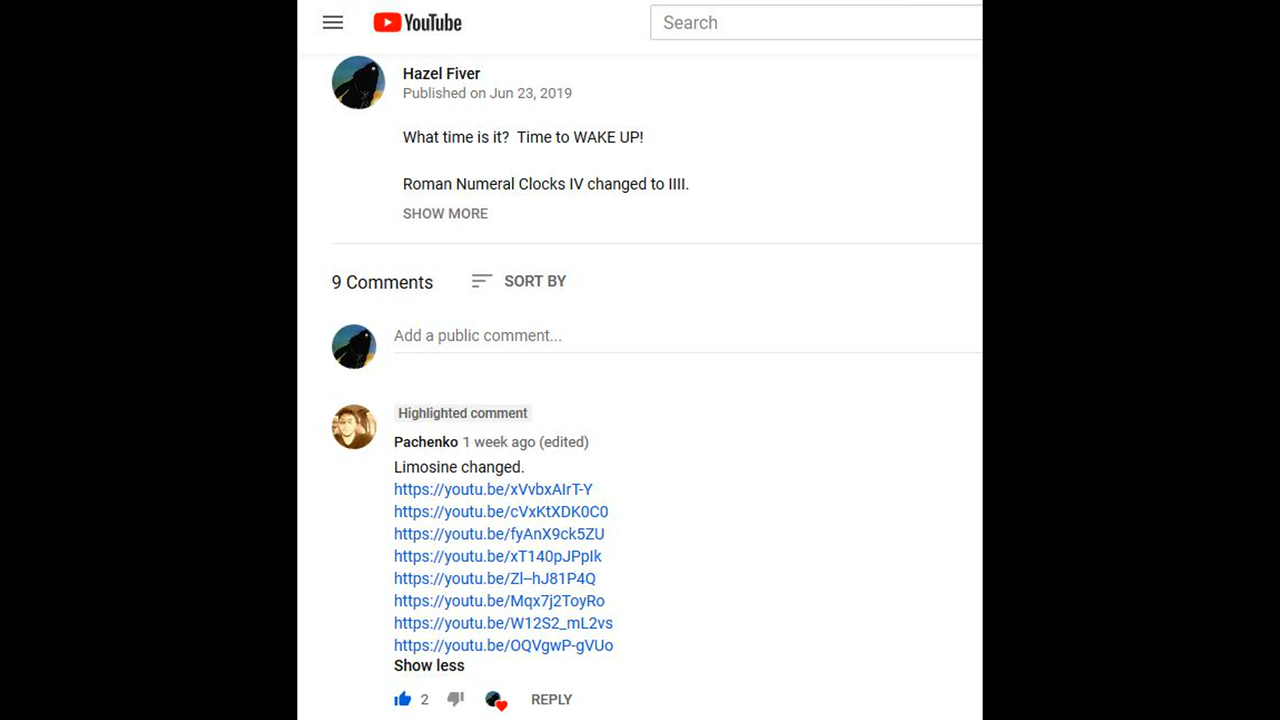 YouTube
Search
Hazel Fiver
Published on Jun 23, 2019
What time is it?  Time to WAKE UP!
Roman Numeral Clocks IV changed to IIII.
SHOW MORE
9 Comments
SORT BY
Add a public comment...
Highlighted comment
Pachenko 1 week ago (edited)
Limosine changed.
https://youtu.be/xVvbxAIrT-Y
https://youtu.be/cVxKtXDK0C0
https://youtu.be/fyAnX9ck5ZU
https://youtu.be/xT140pJPpIk
https://youtu.be/Zl--hJ81P4Q
https://youtu.be/Mqx7j2ToyRo
https://youtu.be/W12S2_mL2vs
https://youtu.be/OQVgwP-gVUo
Show less
2
REPLY